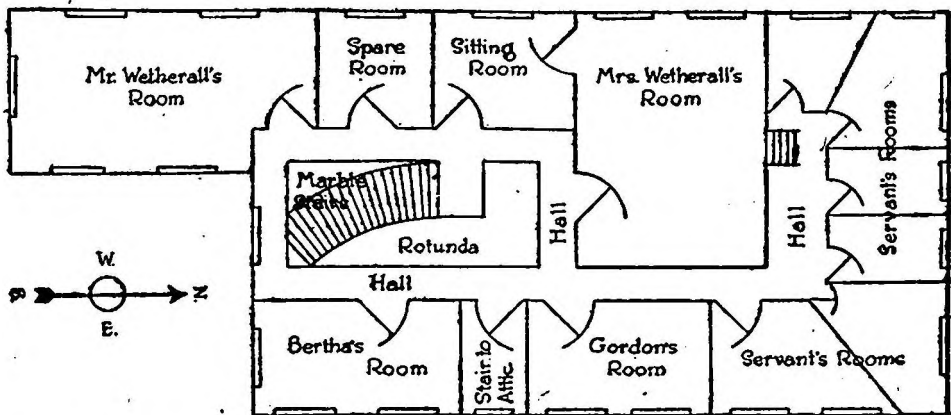 Mr. Wetherall's
Room
Spare
Room
Sitting
Room
Mrs. Wetherall's
Room
Servant's Rooms
Marble
Stairs
Rotunda
Hall
Hall
Hall
W.
S
N.
E.
Bertha's
Room
Stair to
Attic
Gordon's
Room
Servant's Rooms